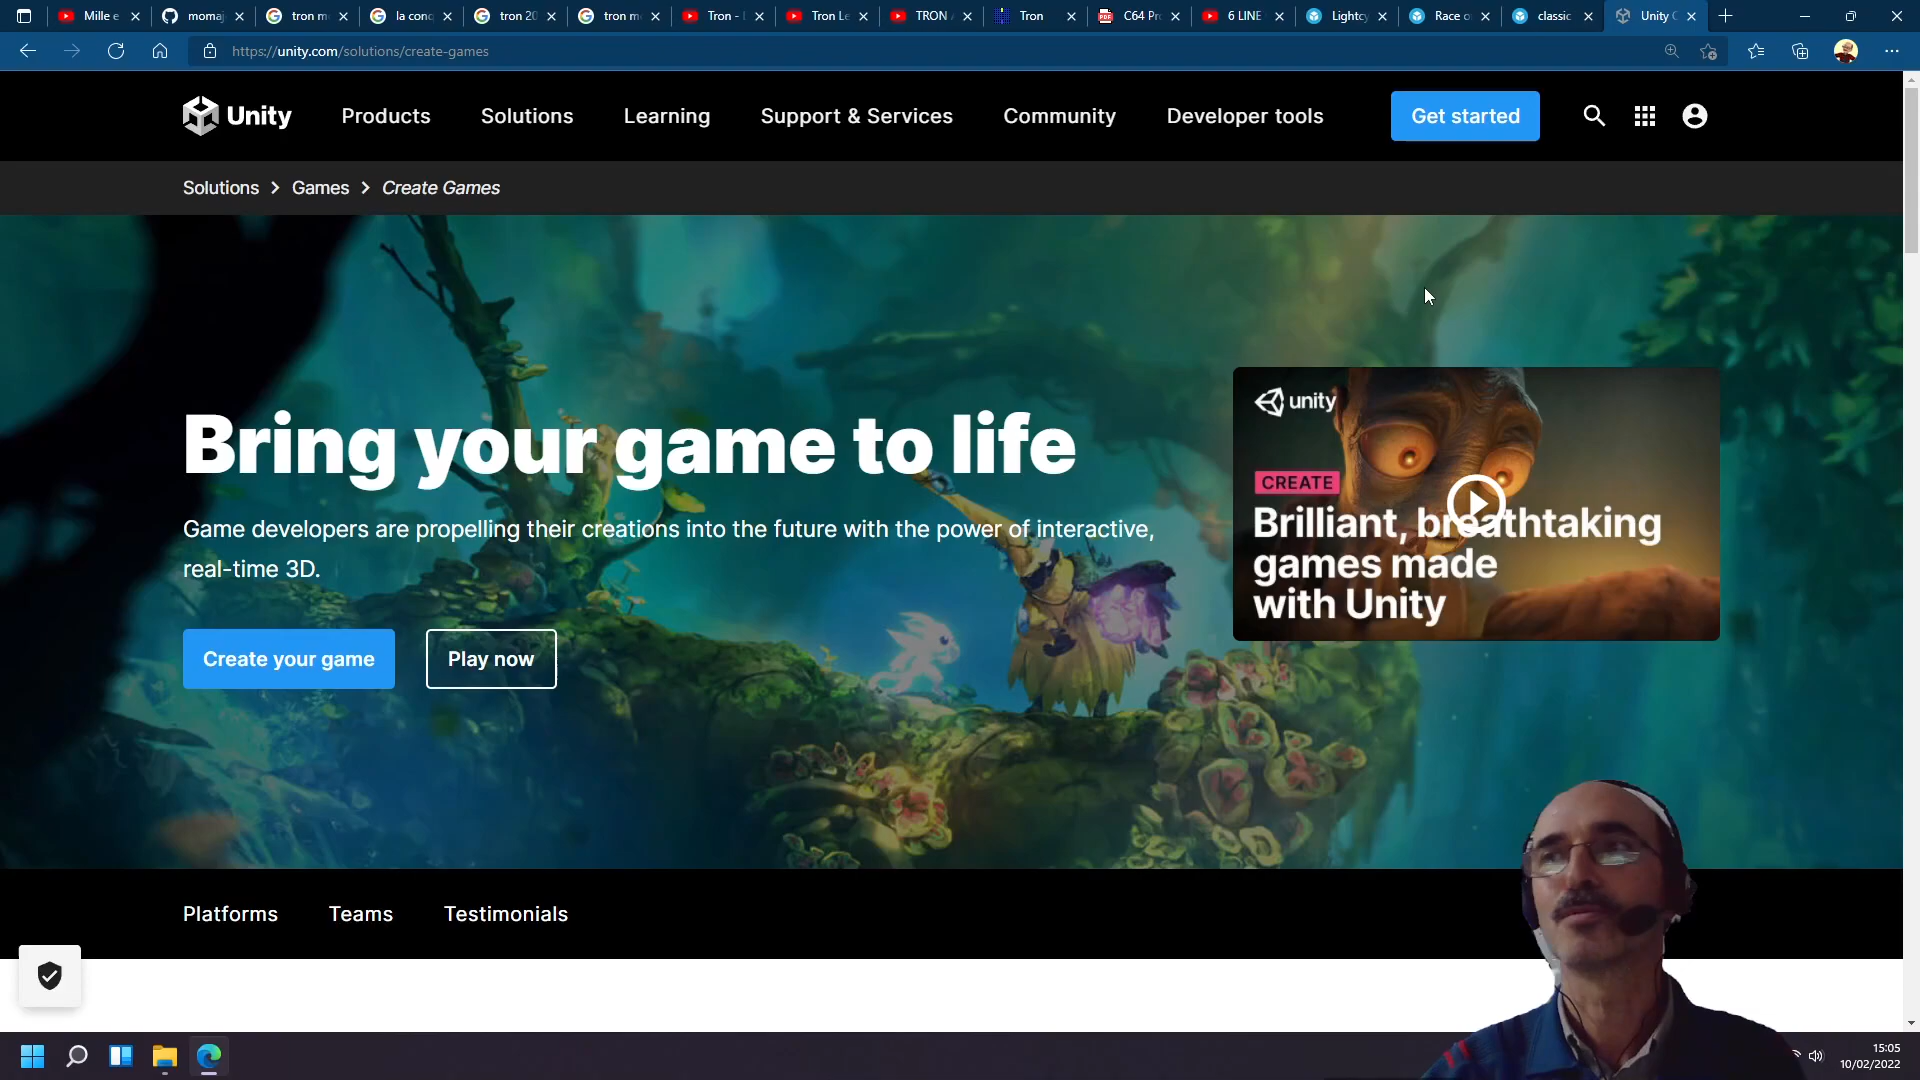 Mille e
momaj
tron m
la conq
tron 20
tron m
Tron -
Tron Le
TRON
Tron
C64 Pr
6 LINE
Lightcy
Race o
classic
Unity C
https://unity.com/solutions/create-games
Unity
Products
Solutions
Learning
Support & Services
Community
Developer tools
Get started
Solutions > Games > Create Games
unity
CREATE
Brilliant, breathtaking
games made
with Unity
Bring your game to life
Game developers are propelling their creations into the future with the power of interactive,
real-time 3D.
Create your game
Play now
Platforms
Teams
Testimonials
15:05
10/02/2022